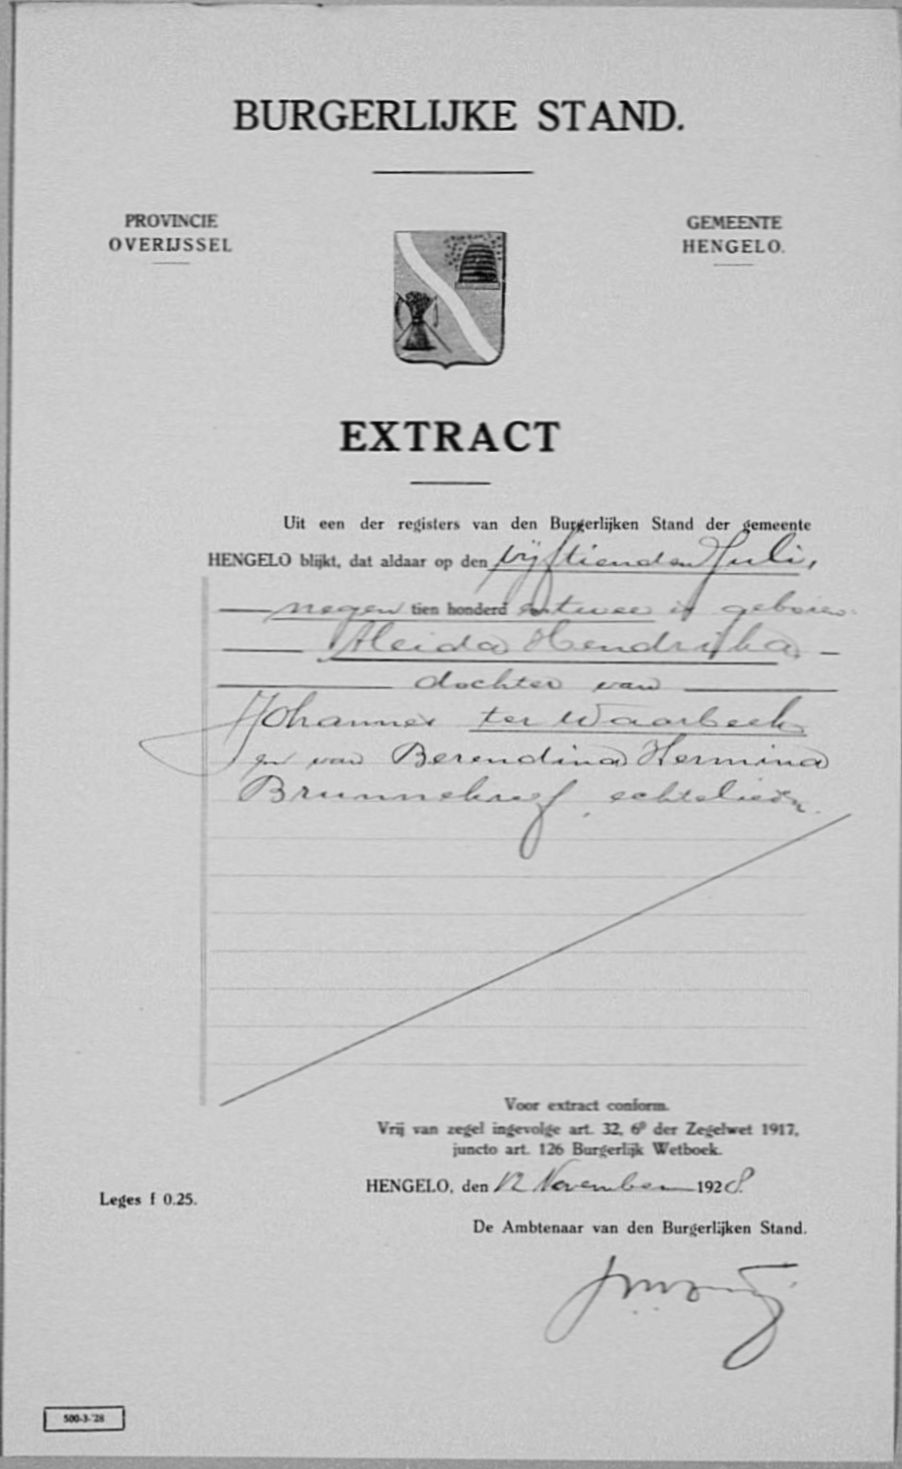 BURGERLIJKE STAND.
PROVINCIE
OVERIJSSEL
GEMEENTE
HENGELO.
EXTRACT
Uit een der registers van den Burgerlijken Stand der gemeente
HENGELO blijkt, dat aldaar op den vijftienden Juli,
negen tien honderd en twee is geboren
Aleida Hendrika
dochter van
Johannes ter Waarbeek
en van Berendina Hermina
Brunnekreef, echtelieden.
Voor extract conform.
Vrij van zegel ingevolge art. 32, 6º der Zegelwet 1917,
juncto art. 126 Burgerlijk Wetboek.
HENGELO, den 12 November 1928.
Leges f 0.25.
De Ambtenaar van den Burgerlijken Stand.
500-3-'28